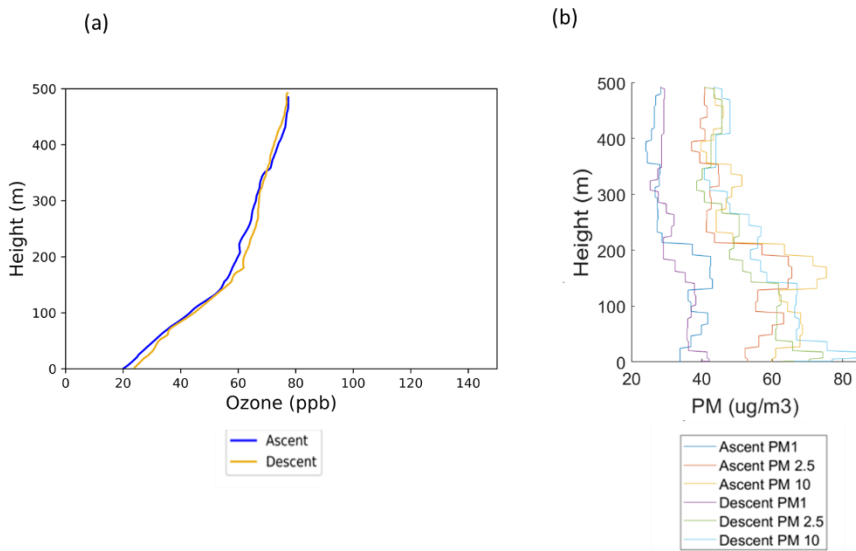 (a)
(b)
500
400
300
200
100
0
Height (m)
0 20 40 60 80 100 120 140
Ozone (ppb)
Ascent
Descent
500
400
300
200
100
0
Height (m)
20 40 60 80
PM (ug/m3)
Ascent PM1
Ascent PM 2.5
Ascent PM 10
Descent PM1
Descent PM 2.5
Descent PM 10